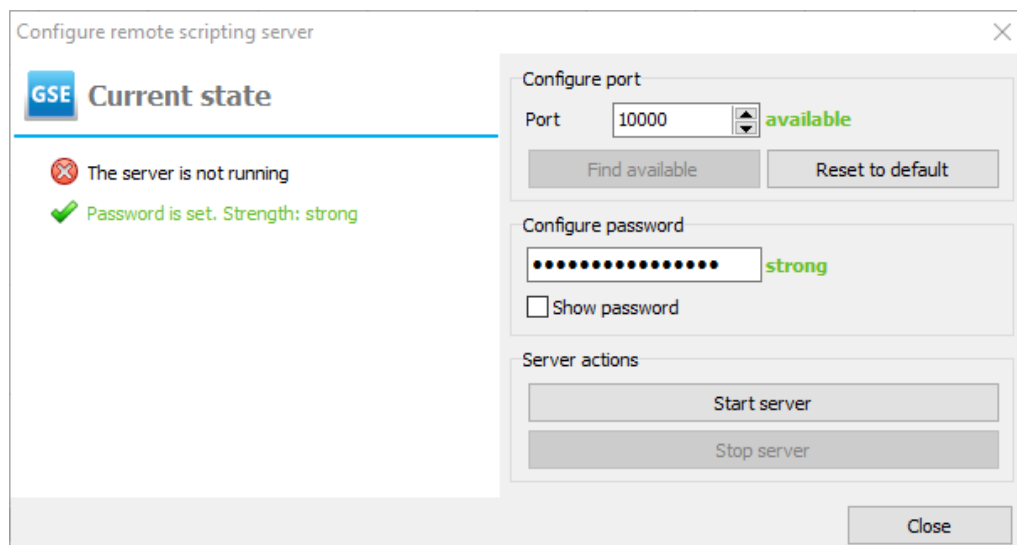 Configure remote scripting server
GSE Current state
The server is not running
Password is set. Strength: strong
Configure port
Port 10000 available
Find available Reset to default
Configure password
•••••••••••••••• strong
Show password
Server actions
Start server
Stop server
Close